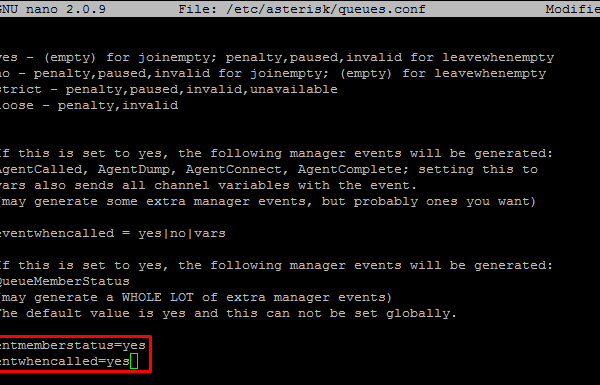 GNU nano 2.0.9 File: /etc/asterisk/queues.conf Modifie
yes - (empty) for joinempty; penalty,paused,invalid for leavewhenempty
no - penalty,paused,invalid for joinempty; (empty) for leavewhenempty
strict - penalty,paused,invalid,unavailable
loose - penalty,invalid
If this is set to yes, the following manager events will be generated:
AgentCalled, AgentDump, AgentConnect, AgentComplete; setting this to
vars also sends all channel variables with the event.
(may generate some extra manager events, but probably ones you want)
eventwhencalled = yes|no|vars
If this is set to yes, the following manager events will be generated:
QueueMemberStatus
(may generate a WHOLE LOT of extra manager events)
The default value is yes and this can not be set globally.
entmemberstatus=yes
entwhencalled=yes